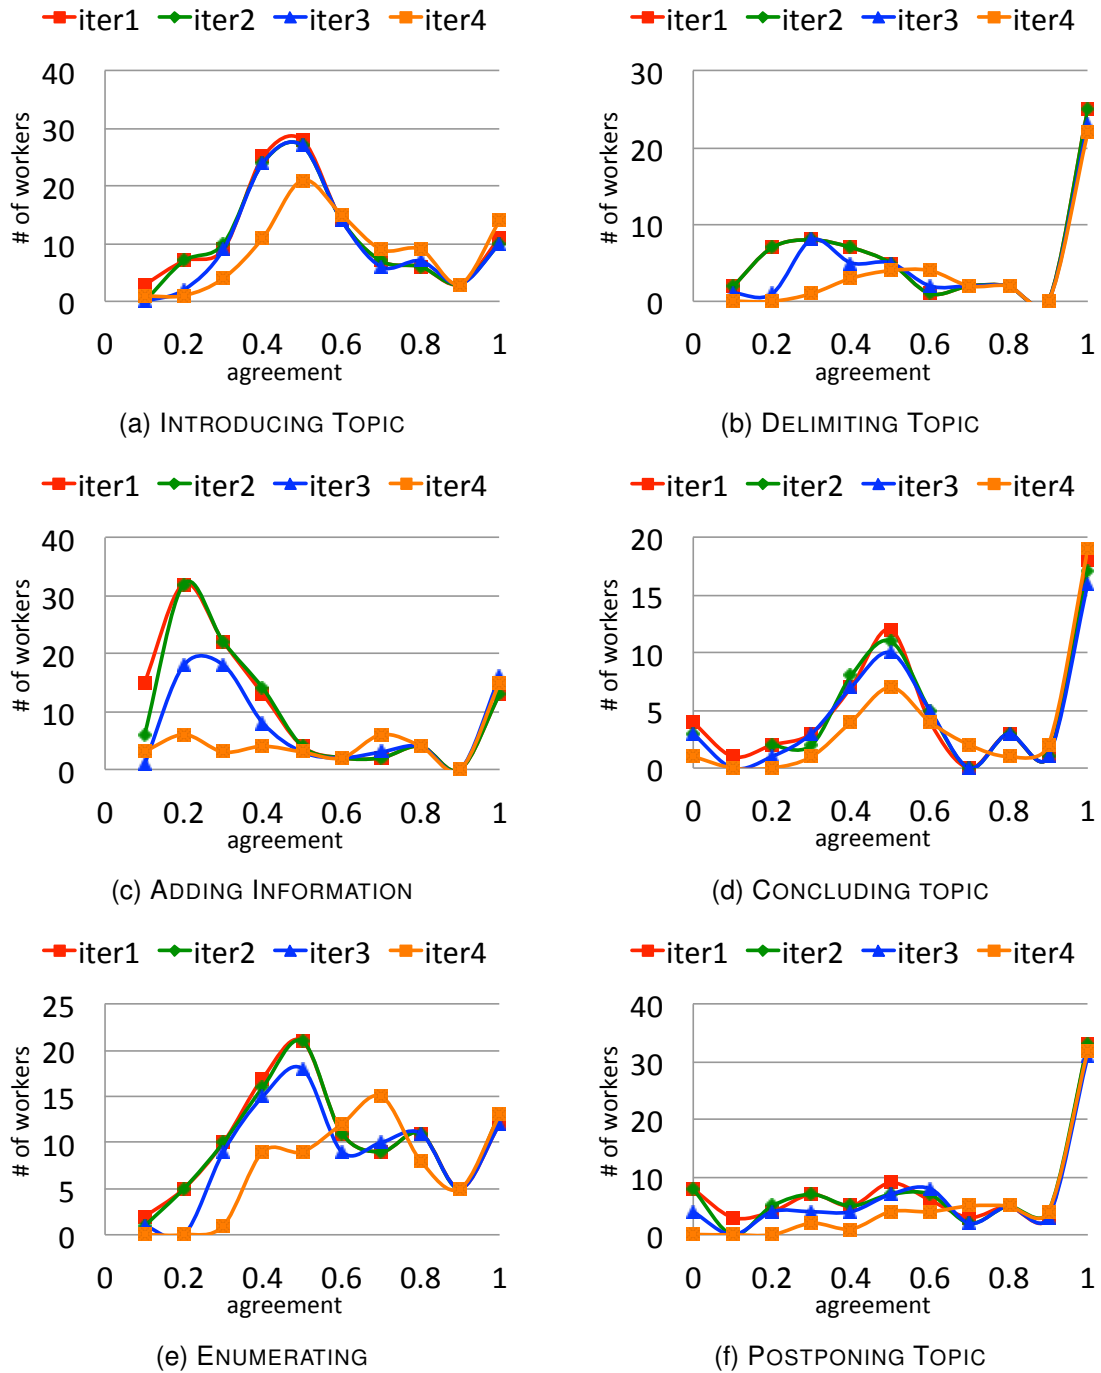 iter1 iter2 iter3 iter4
40
30
20
10
0
# of workers
0 0.2 0.4 0.6 0.8 1
agreement
(a) INTRODUCING TOPIC
iter1 iter2 iter3 iter4
30
20
10
0
# of workers
0 0.2 0.4 0.6 0.8 1
agreement
(b) DELIMITING TOPIC
iter1 iter2 iter3 iter4
40
30
20
10
0
# of workers
0 0.2 0.4 0.6 0.8 1
agreement
(c) ADDING INFORMATION
iter1 iter2 iter3 iter4
20
15
10
5
0
# of workers
0 0.2 0.4 0.6 0.8 1
agreement
(d) CONCLUDING TOPIC
iter1 iter2 iter3 iter4
25
20
15
10
5
0
# of workers
0 0.2 0.4 0.6 0.8 1
agreement
(e) ENUMERATING
iter1 iter2 iter3 iter4
40
30
20
10
0
# of workers
0 0.2 0.4 0.6 0.8 1
agreement
(f) POSTPONING TOPIC